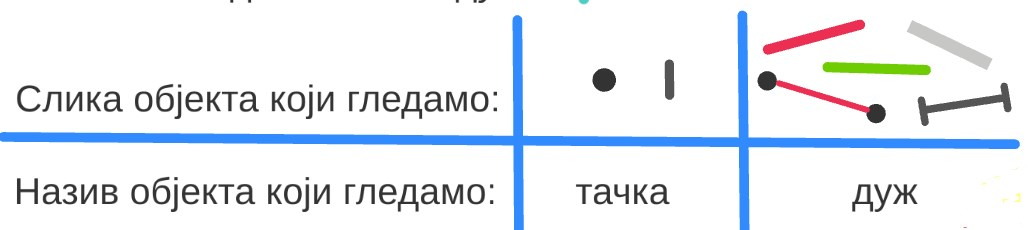 Слика објекта који гледамо:
Назив објекта који гледамо: тачка дуж